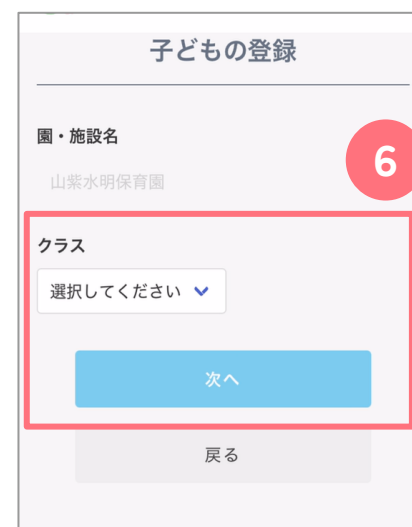 子どもの登録
園・施設名
6
山紫水明保育園
クラス
選択してください
次へ
戻る